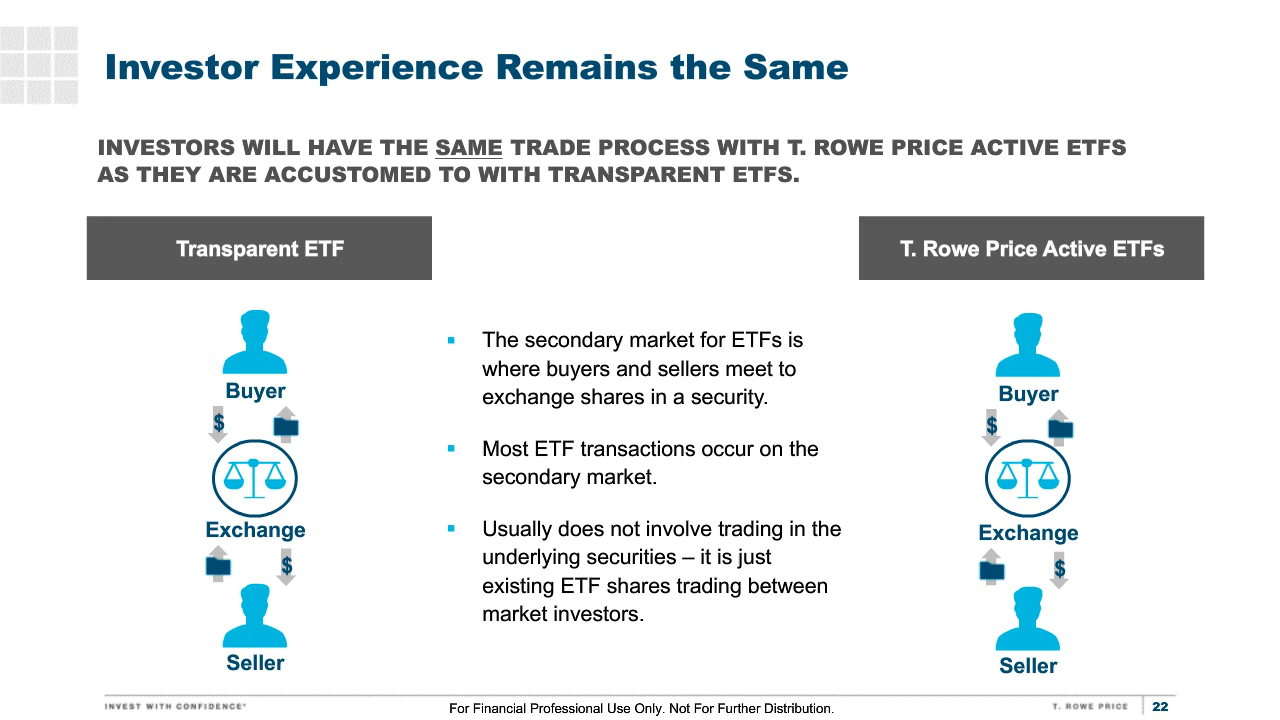 Investor Experience Remains the Same
INVESTORS WILL HAVE THE SAME TRADE PROCESS WITH T. ROWE PRICE ACTIVE ETFS
AS THEY ARE ACCUSTOMED TO WITH TRANSPARENT ETFS.
Transparent ETF
Buyer
$
Exchange
$
Seller
The secondary market for ETFs is
where buyers and sellers meet to
exchange shares in a security.
Most ETF transactions occur on the
secondary market.
Usually does not involve trading in the
underlying securities – it is just
existing ETF shares trading between
market investors.
T. Rowe Price Active ETFs
Buyer
$
Exchange
$
Seller
INVEST WITH CONFIDENCE®
For Financial Professional Use Only. Not For Further Distribution.
T. ROWE PRICE
22